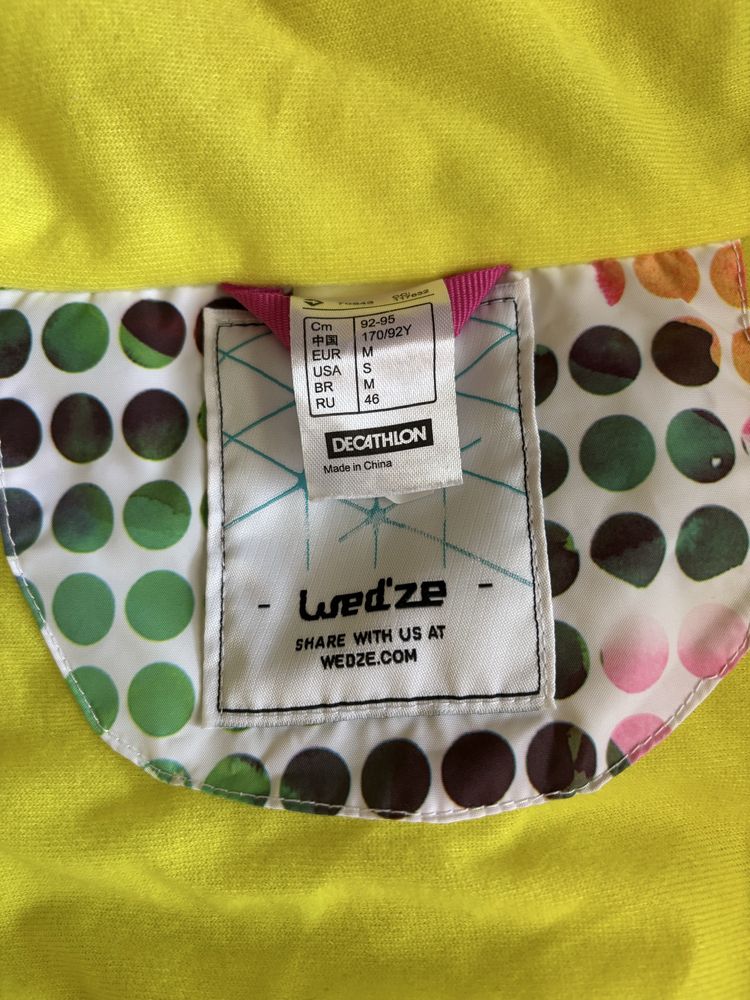 Cm 92-95
中国 170/92Y
EUR M
USA S
BR M
RU 46
DECATHLON
Made in China
- Wed'ze -
SHARE WITH US AT
WEDZE.COM